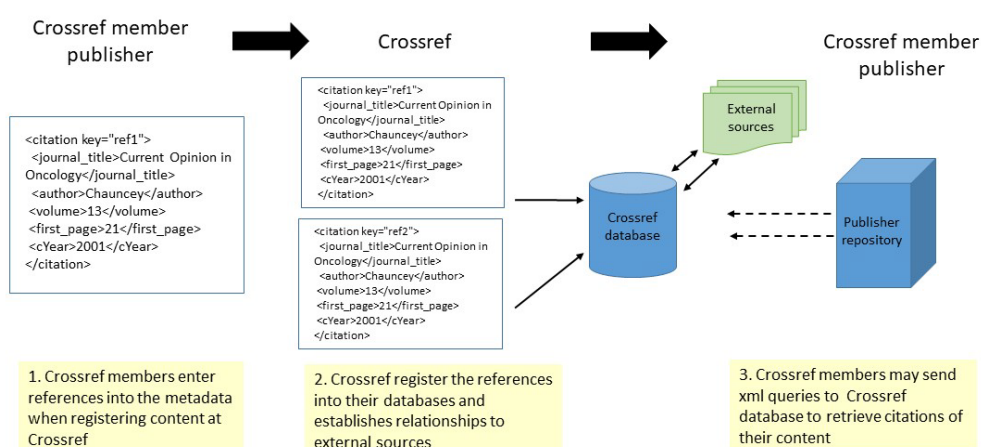 Crossref member
publisher
Crossref
Crossref member
publisher
<citation key="ref1">
<journal_title>Current Opinion in
Oncology</journal_title>
<author>Chauncey</author>
<volume>13</volume>
<first_page>21</first_page>
<cYear>2001</cYear>
</citation>
<citation key="ref1">
<journal_title>Current Opinion in
Oncology</journal_title>
<author>Chauncey</author>
<volume>13</volume>
<first_page>21</first_page>
<cYear>2001</cYear>
</citation>
<citation key="ref2">
<journal_title>Current Opinion in
Oncology</journal_title>
<author>Chauncey</author>
<volume>13</volume>
<first_page>21</first_page>
<cYear>2001</cYear>
</citation>
External
sources
Crossref
database
Publisher
repository
1. Crossref members enter
references into the metadata
when registering content at
Crossref
2. Crossref register the references
into their databases and
establishes relationships to
external sources
3. Crossref members may send
xml queries to Crossref
database to retrieve citations of
their content